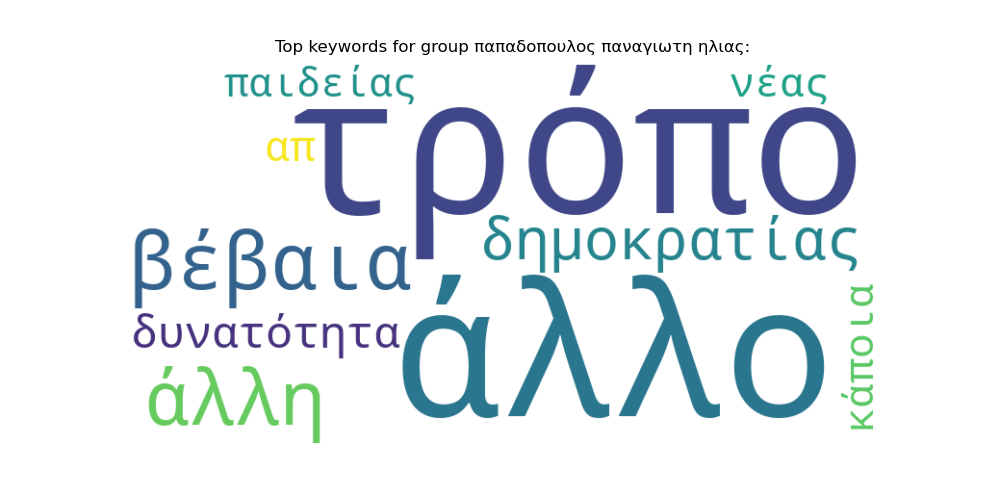 Top keywords for group παπαδοπουλος παναγιωτη ηλιας:
παιδείας
νέας
τρόπο
απ
δημοκρατίας
βέβαια
άλλο
κάποια
δυνατότητα
άλλη